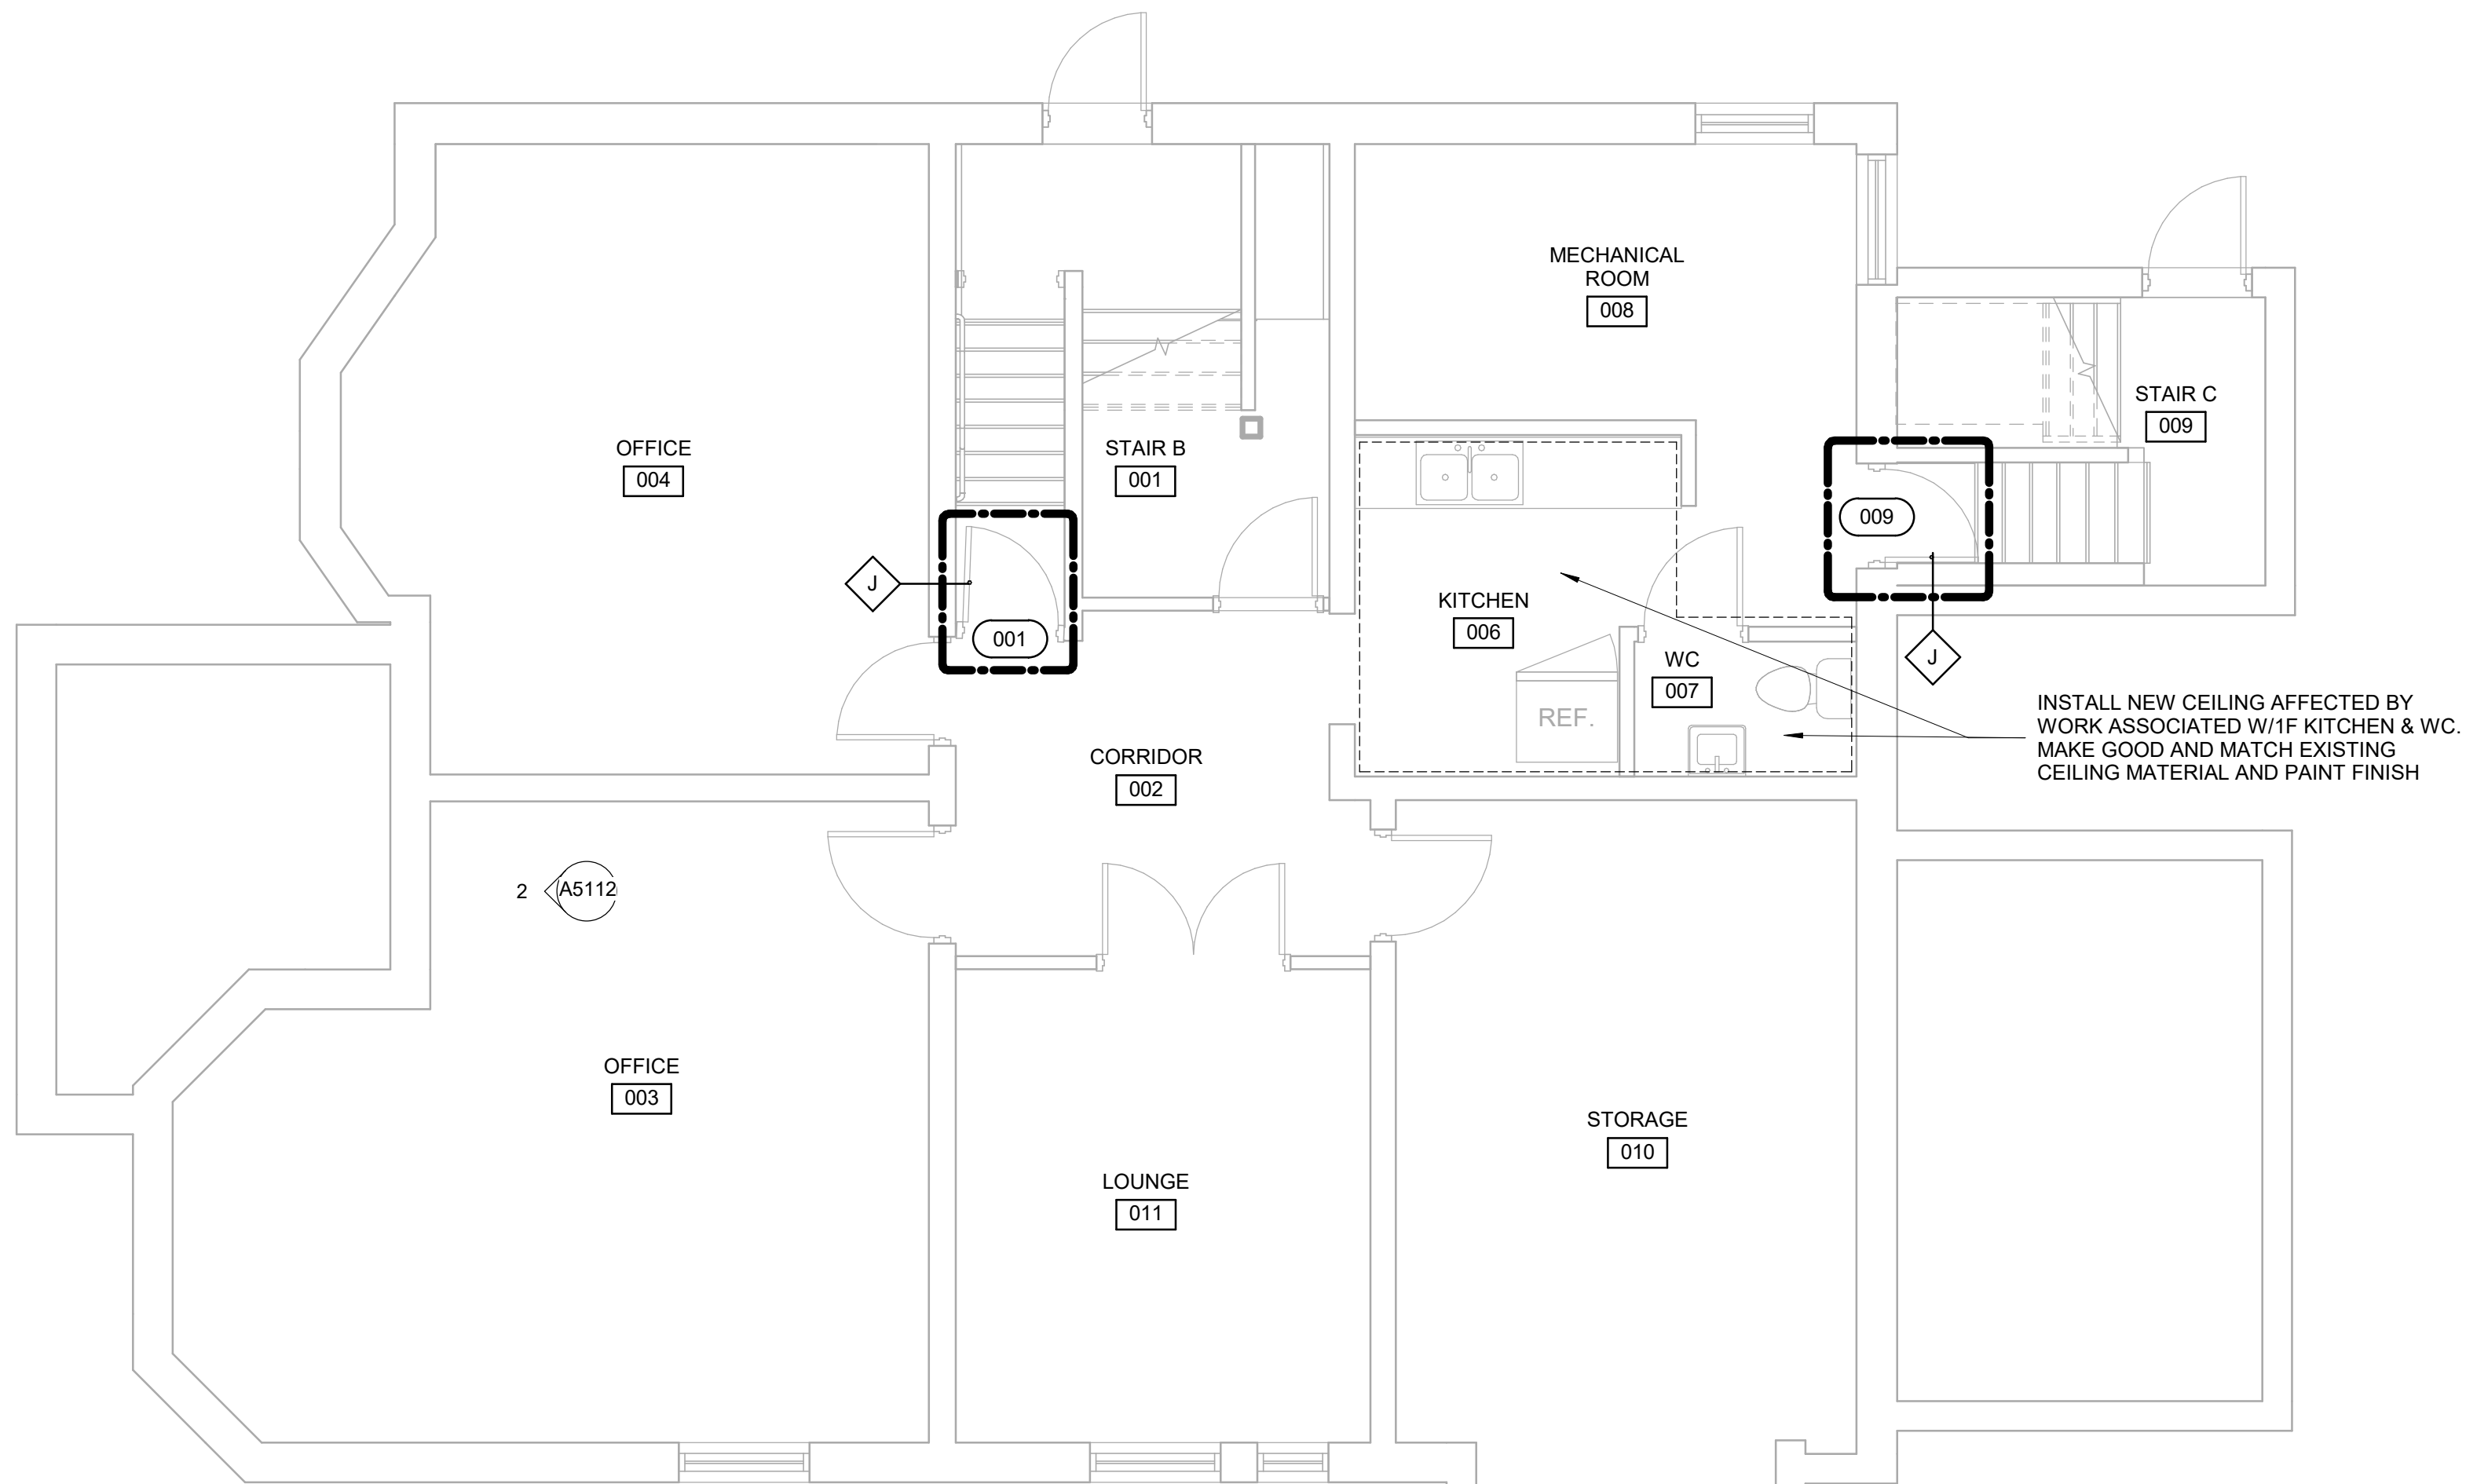 MECHANICAL
ROOM
008
STAIR C
009
OFFICE
004
STAIR B
001
009
J
001
KITCHEN
006
WC
007
J
REF.
INSTALL NEW CEILING AFFECTED BY
WORK ASSOCIATED W/1F KITCHEN & WC.
MAKE GOOD AND MATCH EXISTING
CEILING MATERIAL AND PAINT FINISH
CORRIDOR
002
2
A5112
OFFICE
003
STORAGE
010
LOUNGE
011